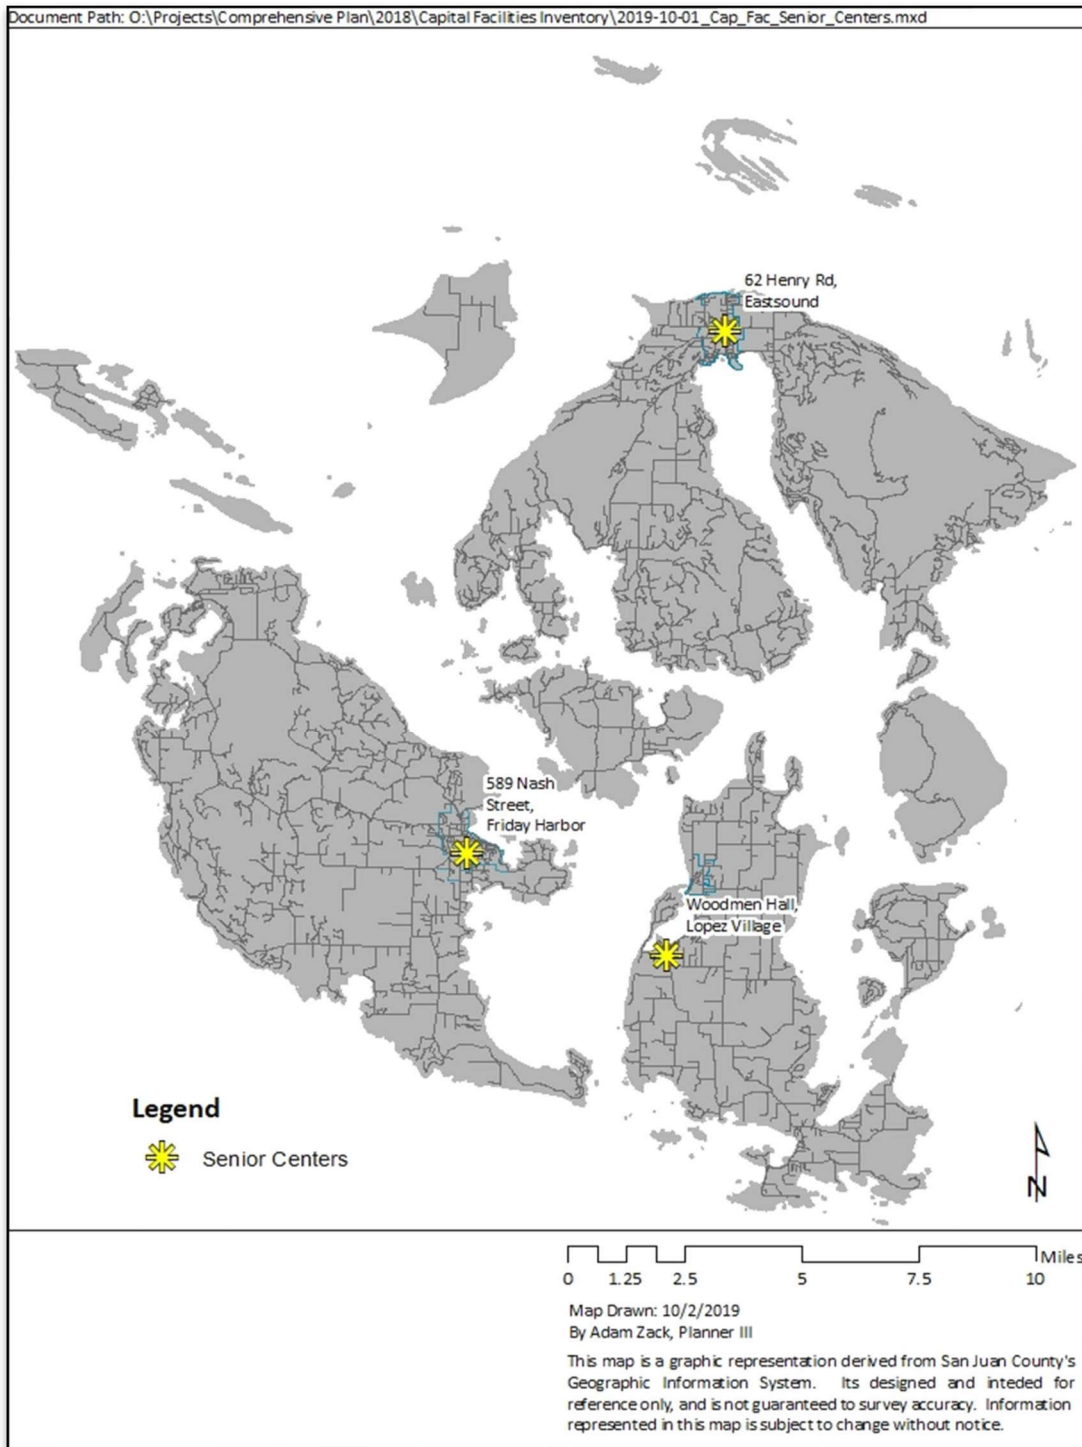 Document Path: O:\Projects\Comprehensive Plan\2018\Capital Facilities Inventory\2019-10-01_Cap_Fac_Senior_Centers.mxd
62 Henry Rd,
Eastsound
589 Nash
Street,
Friday Harbor
Woodmen Hall,
Lopez Village
Legend
Senior Centers
N
Miles
0 1.25 2.5 5 7.5 10
Map Drawn: 10/2/2019
By Adam Zack, Planner III
This map is a graphic representation derived from San Juan County's
Geographic Information System. Its designed and inteded for
reference only, and is not guaranteed to survey accuracy. Information
represented in this map is subject to change without notice.